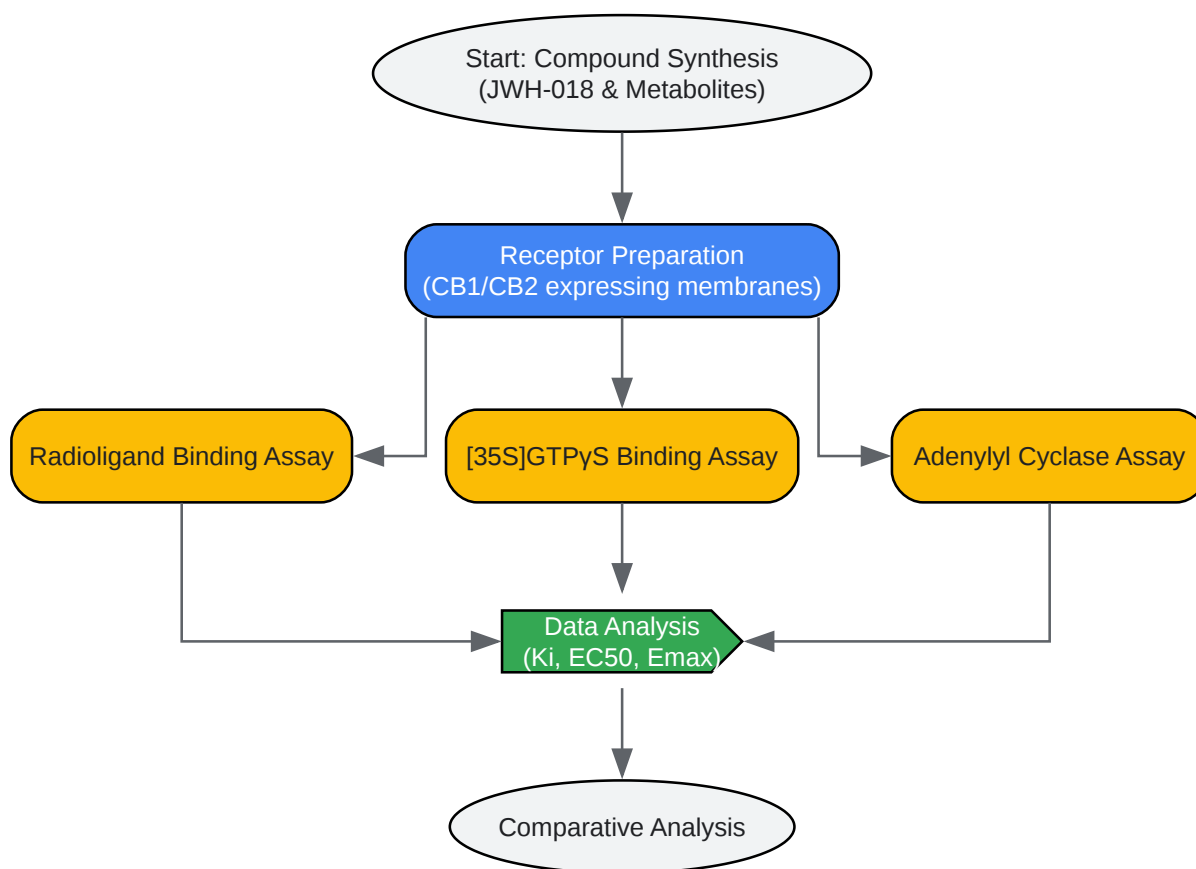 Start: Compound Synthesis
(JWH-018 & Metabolites)
Receptor Preparation
(CB1/CB2 expressing membranes)
Radioligand Binding Assay
[35S]GTPγS Binding Assay
Adenylyl Cyclase Assay
Data Analysis
(Ki, EC50, Emax)
Comparative Analysis